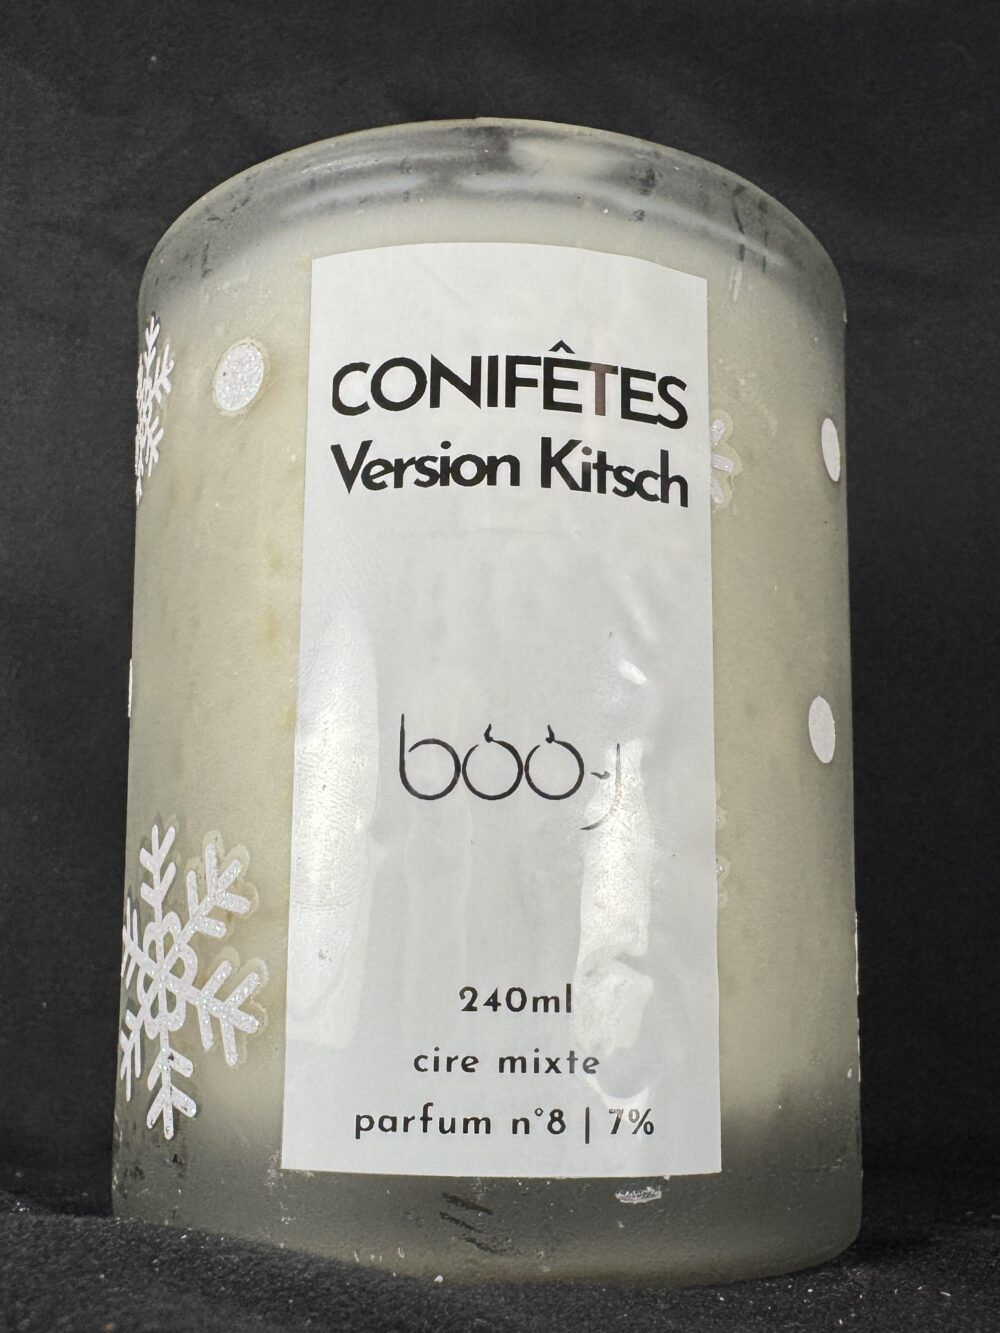 CONIFÊTES
Version Kitsch
booj
240ml
cire mixte
parfum n°8 | 7%